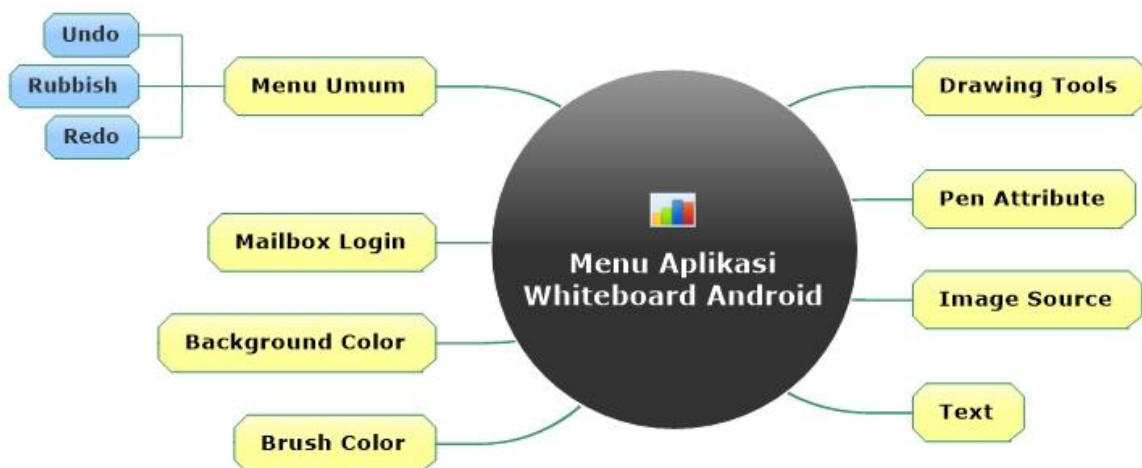 Undo
Rubbish
Redo
Menu Umum
Mailbox Login
Background Color
Brush Color
Menu Aplikasi
Whiteboard Android
Drawing Tools
Pen Attribute
Image Source
Text